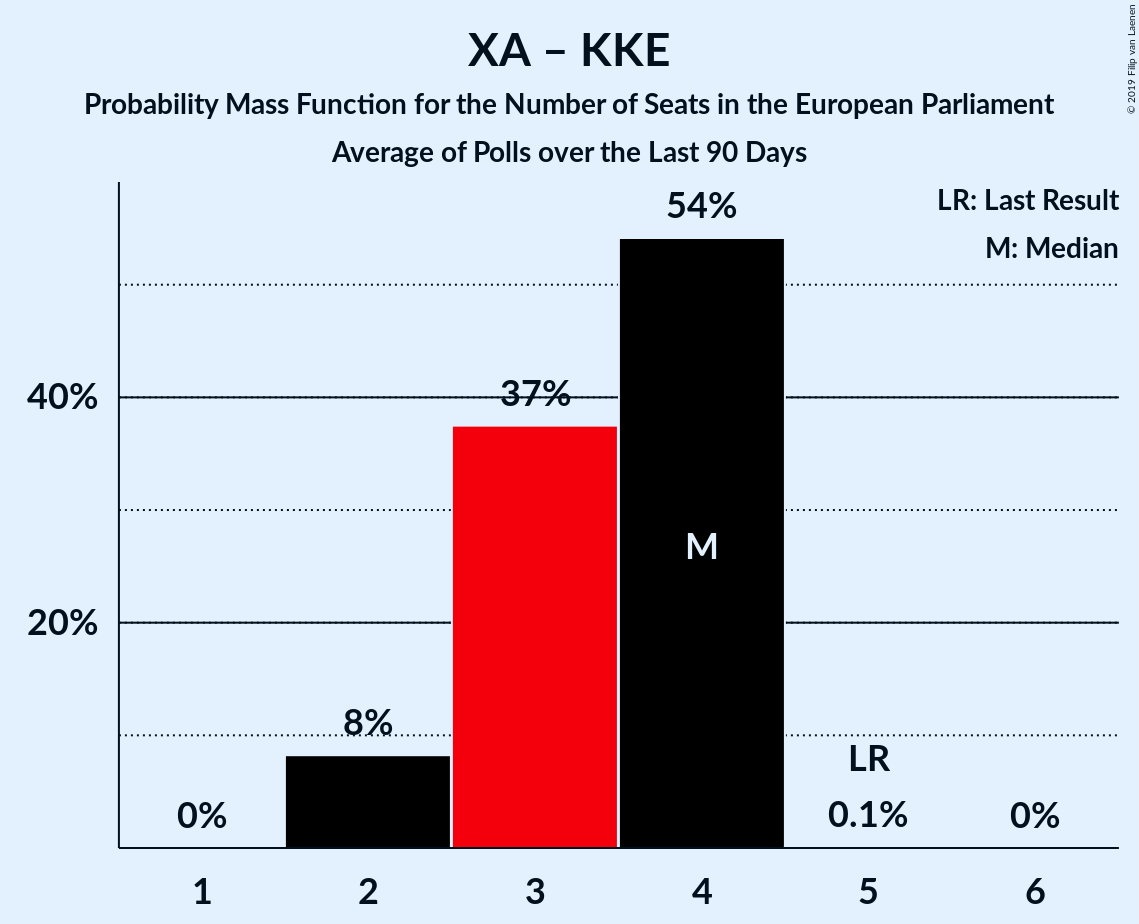 XA – KKE
Probability Mass Function for the Number of Seats in the European Parliament
Average of Polls over the Last 90 Days
© 2019 Filip van Laenen
LR: Last Result
M: Median
54%
40%
37%
M
20%
8%
LR
0%
0.1%
0%
1 2 3 4 5 6